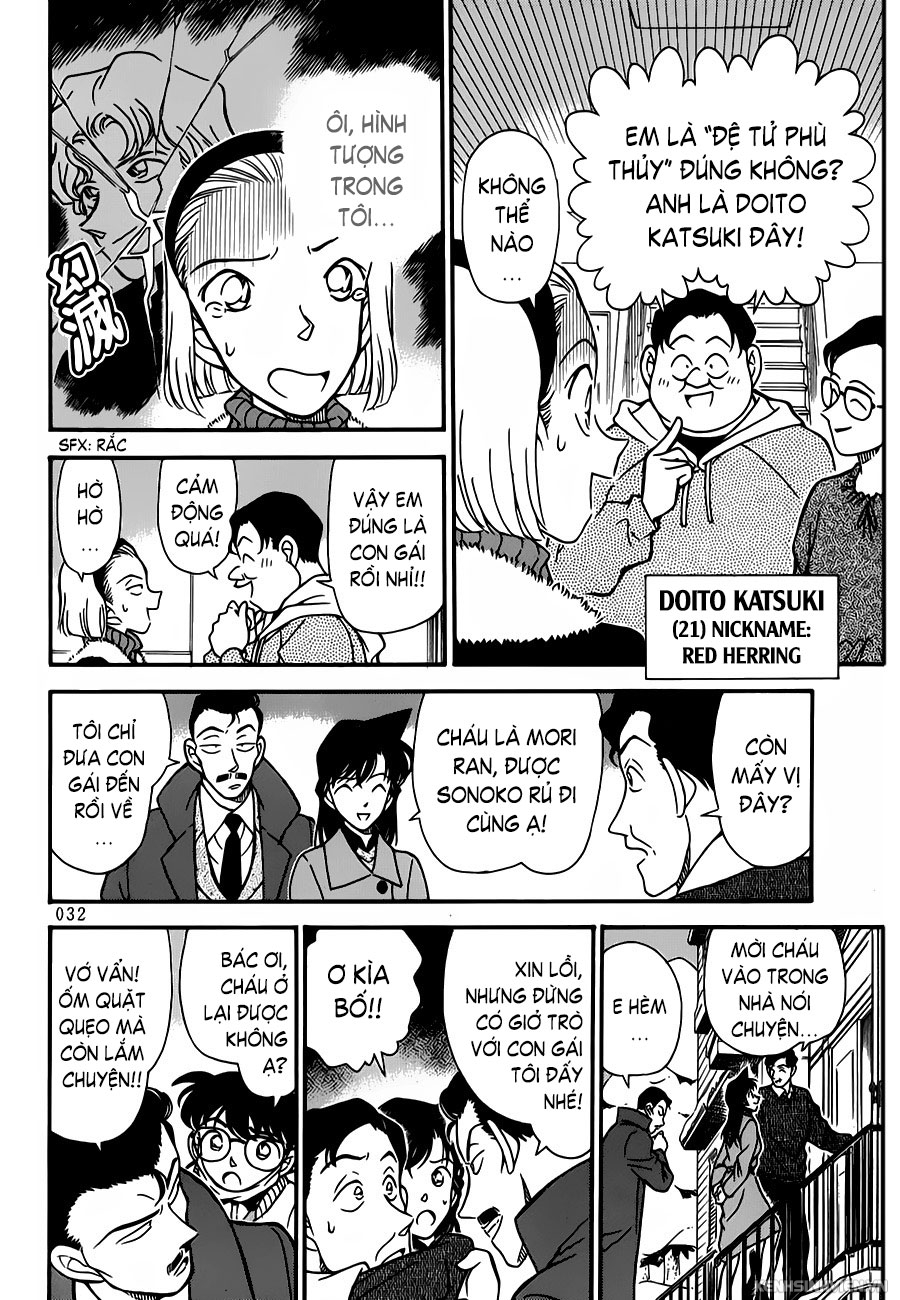 EM LÀ “ĐỆ TỬ PHÙ
THỦY” ĐÚNG KHÔNG?
ANH LÀ DOITO
KATSUKI ĐÂY!
KHÔNG
THỂ
NÀO
...
DOITO KATSUKI
(21) NICKNAME:
RED HERRING
ÔI, HÌNH
TƯỢNG
TRONG
TÔI...
幻滅
SFX: RẮC
VẬY EM
ĐÚNG LÀ
CON GÁI
RỒI NHỈ!!
CẢM
ĐỘNG
QUÁ!
HỜ
HỜ
...
CÒN
MẤY VỊ
ĐÂY?
CHÁU LÀ MORI
RAN, ĐƯỢC
SONOKO RỦ ĐI
CÙNG Ạ!
TÔI CHỈ
ĐƯA CON
GÁI ĐẾN
RỒI VỀ
...
032
MỜI CHÁU
VÀO TRONG
NHÀ NÓI
CHUYỆN...
E HÈM
...
XIN LỖI,
NHƯNG ĐỪNG
CÓ GIỞ TRÒ
VỚI CON GÁI
TÔI ĐẤY
NHÉ!
Ơ KÌA
BỐ!!
BÁC ƠI,
CHÁU Ở
LẠI ĐƯỢC
KHÔNG
Ạ?
VỚ VẨN!
ỐM QUẶT
QUẸO MÀ
CÒN LẮM
CHUYỆN!!